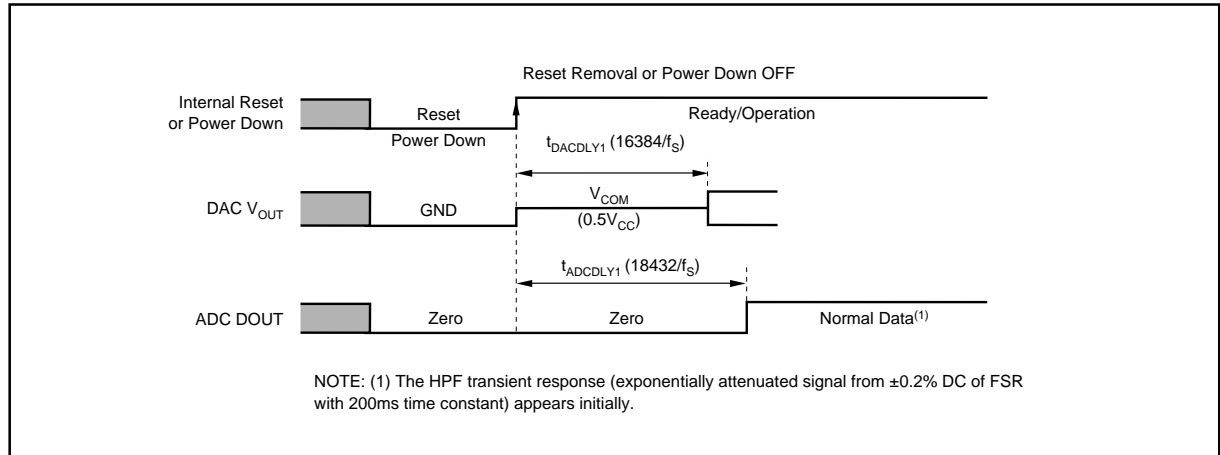 Reset Removal or Power Down OFF
Internal Reset
or Power Down
Reset
Power Down
Ready/Operation
tDACDLY1 (16384/fS)
DAC VOUT
GND
VCOM
(0.5VCC)
tADCDLY1 (18432/fS)
ADC DOUT
Zero
Zero
Normal Data(1)
NOTE: (1) The HPF transient response (exponentially attenuated signal from ±0.2% DC of FSR
with 200ms time constant) appears initially.